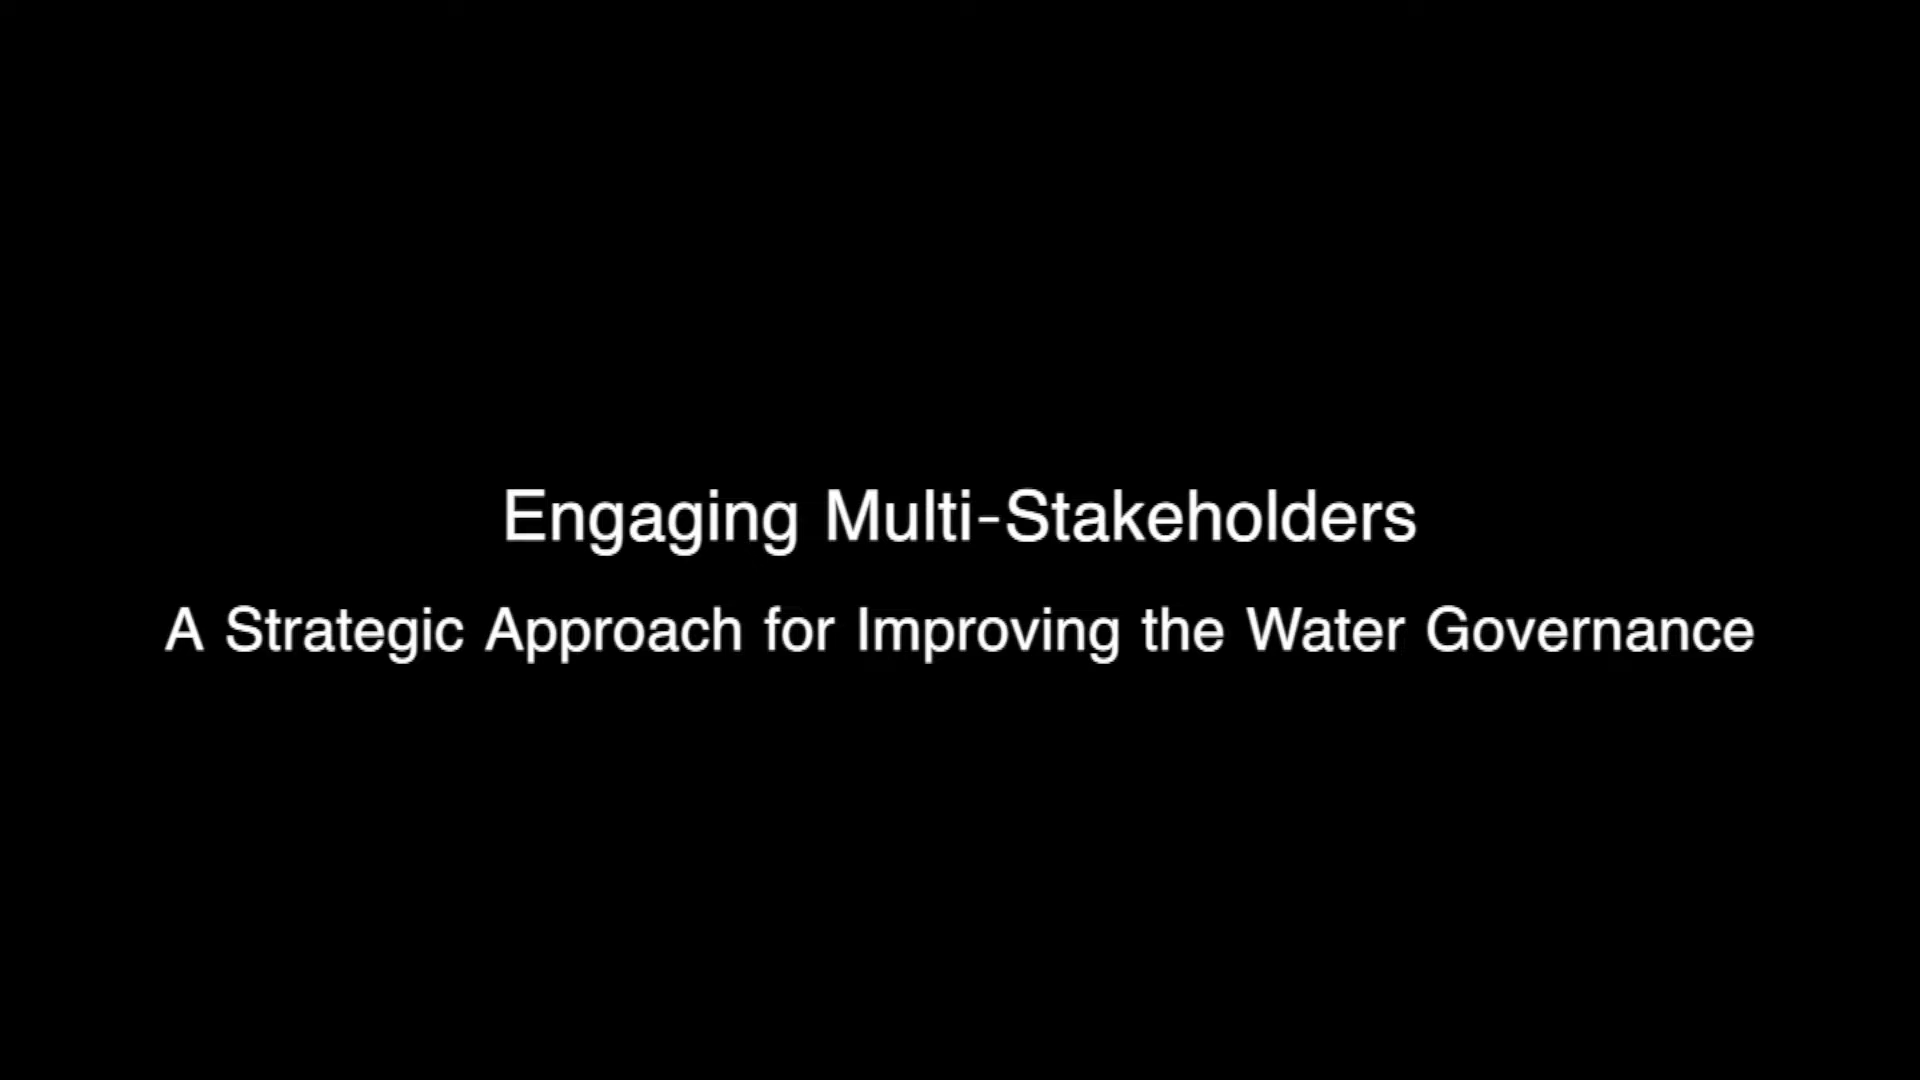 Engaging Multi-Stakeholders
A Strategic Approach for Improving the Water Governance